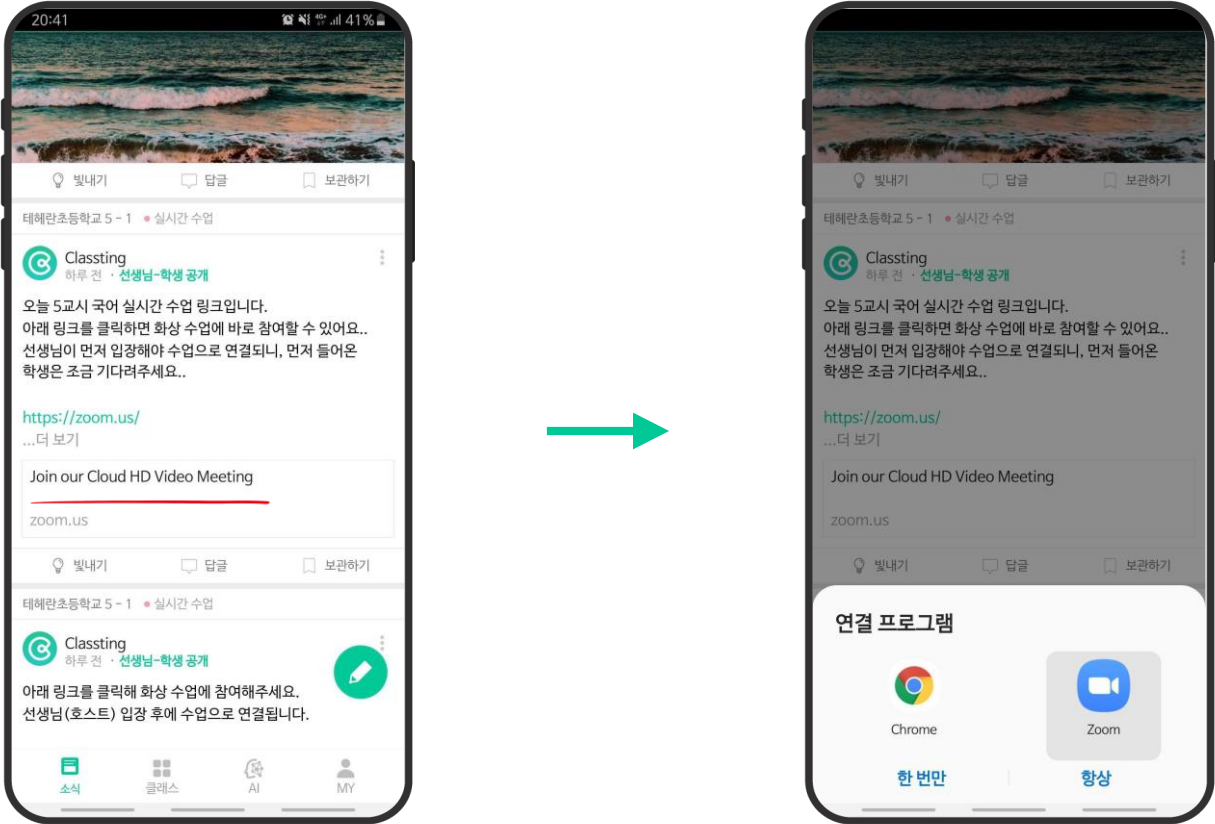 20:41
4G+
41%
빛내기 답글 보관하기
테헤란초등학교 5 - 1 실시간 수업
Classting
하루 전 · 선생님-학생 공개
오늘 5교시 국어 실시간 수업 링크입니다.
아래 링크를 클릭하면 화상 수업에 바로 참여할 수 있어요..
선생님이 먼저 입장해야 수업으로 연결되니, 먼저 들어온
학생은 조금 기다려주세요..
https://zoom.us/
...더 보기
Join our Cloud HD Video Meeting
zoom.us
빛내기 답글 보관하기
테헤란초등학교 5 - 1 실시간 수업
Classting
하루 전 · 선생님-학생 공개
아래 링크를 클릭해 화상 수업에 참여해주세요.
선생님(호스트) 입장 후에 수업으로 연결됩니다.
소식 클래스 AI MY
빛내기 답글 보관하기
테헤란초등학교 5 - 1 실시간 수업
Classting
하루 전 · 선생님-학생 공개
오늘 5교시 국어 실시간 수업 링크입니다.
아래 링크를 클릭하면 화상 수업에 바로 참여할 수 있어요..
선생님이 먼저 입장해야 수업으로 연결되니, 먼저 들어온
학생은 조금 기다려주세요..
https://zoom.us/
...더 보기
Join our Cloud HD Video Meeting
zoom.us
빛내기 답글 보관하기
연결 프로그램
Chrome Zoom
한 번만 항상